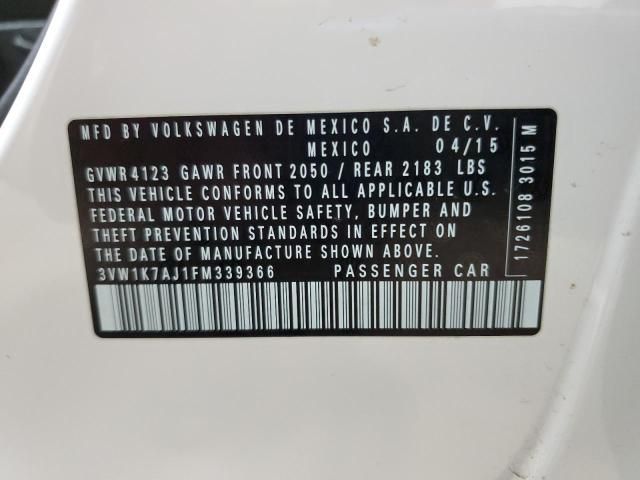 MFD BY VOLKSWAGEN DE MEXICO S.A. DE C.V.
MEXICO 04/15
GVWR4123 GAWR FRONT 2050 / REAR 2183 LBS
THIS VEHICLE CONFORMS TO ALL APPLICABLE U.S.
FEDERAL MOTOR VEHICLE SAFETY, BUMPER AND
THEFT PREVENTION STANDARDS IN EFFECT ON
THE DATE OF MANUFACTURE SHOWN ABOVE.
3VW1K7AJ1FM339366 PASSENGER CAR
1726108 3015 M